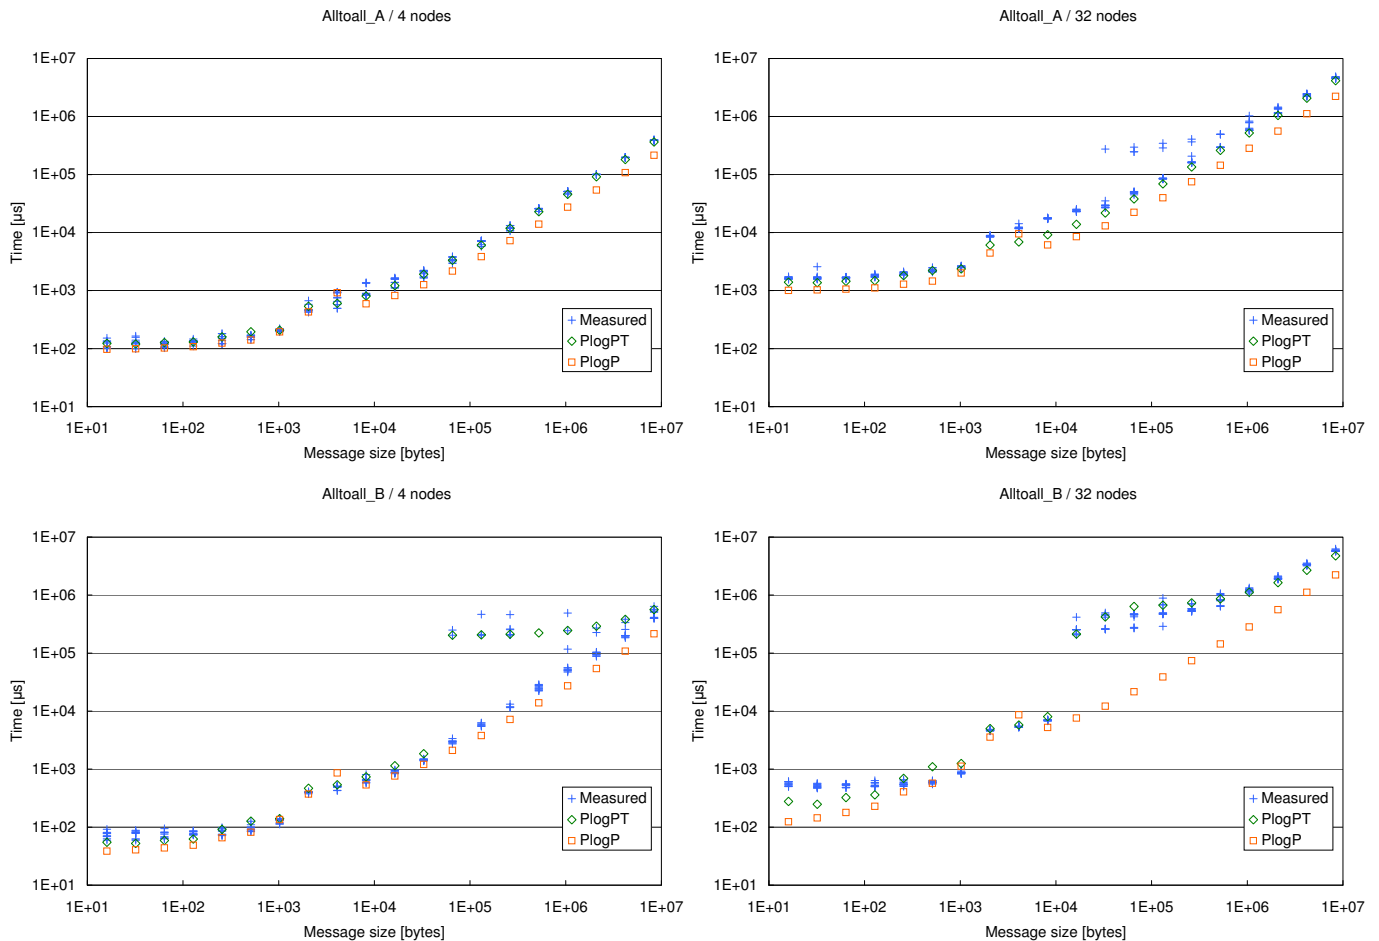 Alltoall_A / 4 nodes
1E+07
1E+06
1E+05
1E+04
1E+03
1E+02
1E+01
Time [µs]
Measured
PlogPT
PlogP
1E+01 1E+02 1E+03 1E+04 1E+05 1E+06 1E+07
Message size [bytes]
Alltoall_A / 32 nodes
1E+07
1E+06
1E+05
1E+04
1E+03
1E+02
1E+01
Time [µs]
Measured
PlogPT
PlogP
1E+01 1E+02 1E+03 1E+04 1E+05 1E+06 1E+07
Message size [bytes]
Alltoall_B / 4 nodes
1E+07
1E+06
1E+05
1E+04
1E+03
1E+02
1E+01
Time [µs]
Measured
PlogPT
PlogP
1E+01 1E+02 1E+03 1E+04 1E+05 1E+06 1E+07
Message size [bytes]
Alltoall_B / 32 nodes
1E+07
1E+06
1E+05
1E+04
1E+03
1E+02
1E+01
Time [µs]
Measured
PlogPT
PlogP
1E+01 1E+02 1E+03 1E+04 1E+05 1E+06 1E+07
Message size [bytes]